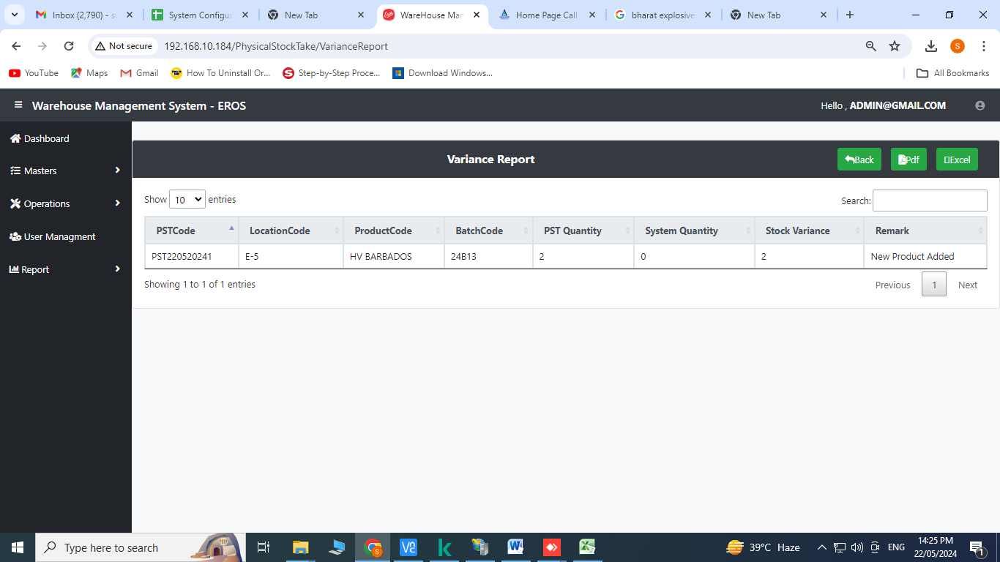 Inbox (2,790) - s
System Configur
New Tab
WareHouse Man
Home Page Call
bharat explosive
New Tab
Not secure
192.168.10.184/PhysicalStockTake/VarianceReport
S
YouTube
Maps
Gmail
How To Uninstall Or...
Step-by-Step Proce...
Download Windows...
All Bookmarks
Warehouse Management System - EROS
Hello , ADMIN@GMAIL.COM
Dashboard
Masters
Operations
User Managment
Report
Variance Report
Back
Pdf
Excel
Show 10 entries
Search:
PSTCode LocationCode ProductCode BatchCode PST Quantity System Quantity Stock Variance Remark
PST220520241 E-5 HV BARBADOS 24B13 2 0 2 New Product Added
Showing 1 to 1 of 1 entries
Previous 1 Next
Type here to search
39°C Haze
ENG
14:25 PM
22/05/2024
1